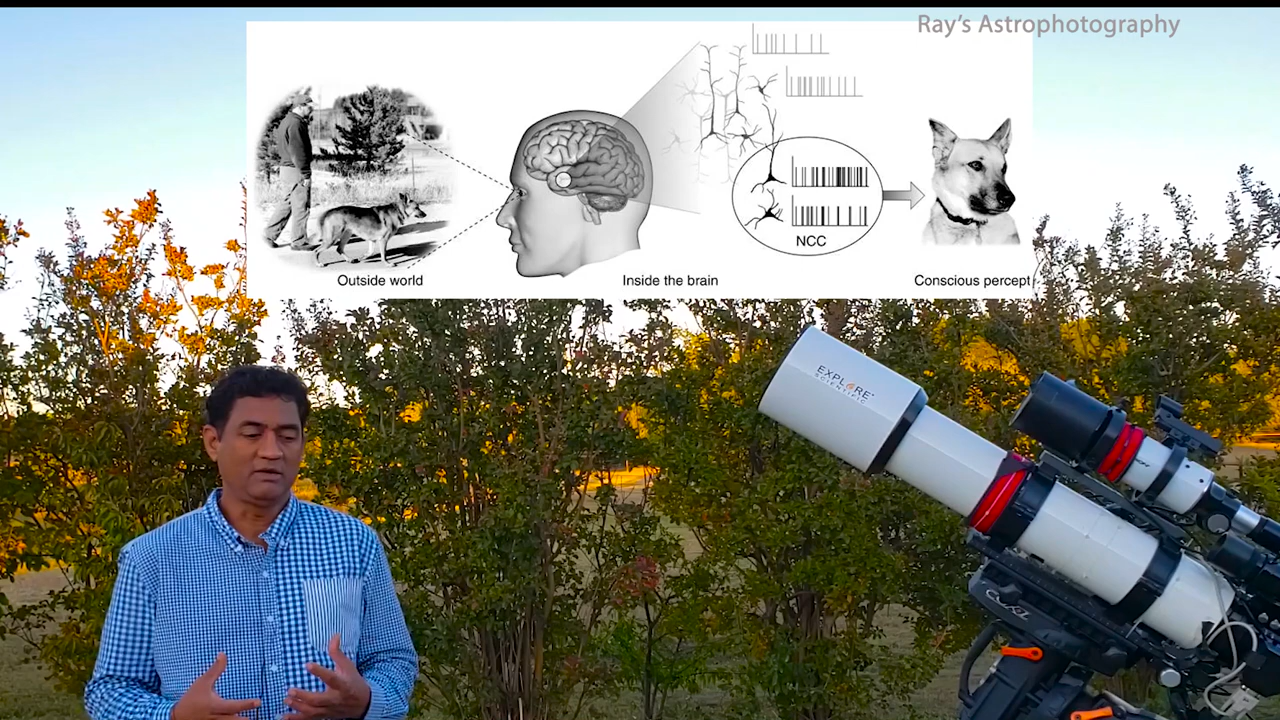 Ray's Astrophotography
NCC
Outside world
Inside the brain
Conscious percept
EXPLORE
SCIENTIFIC